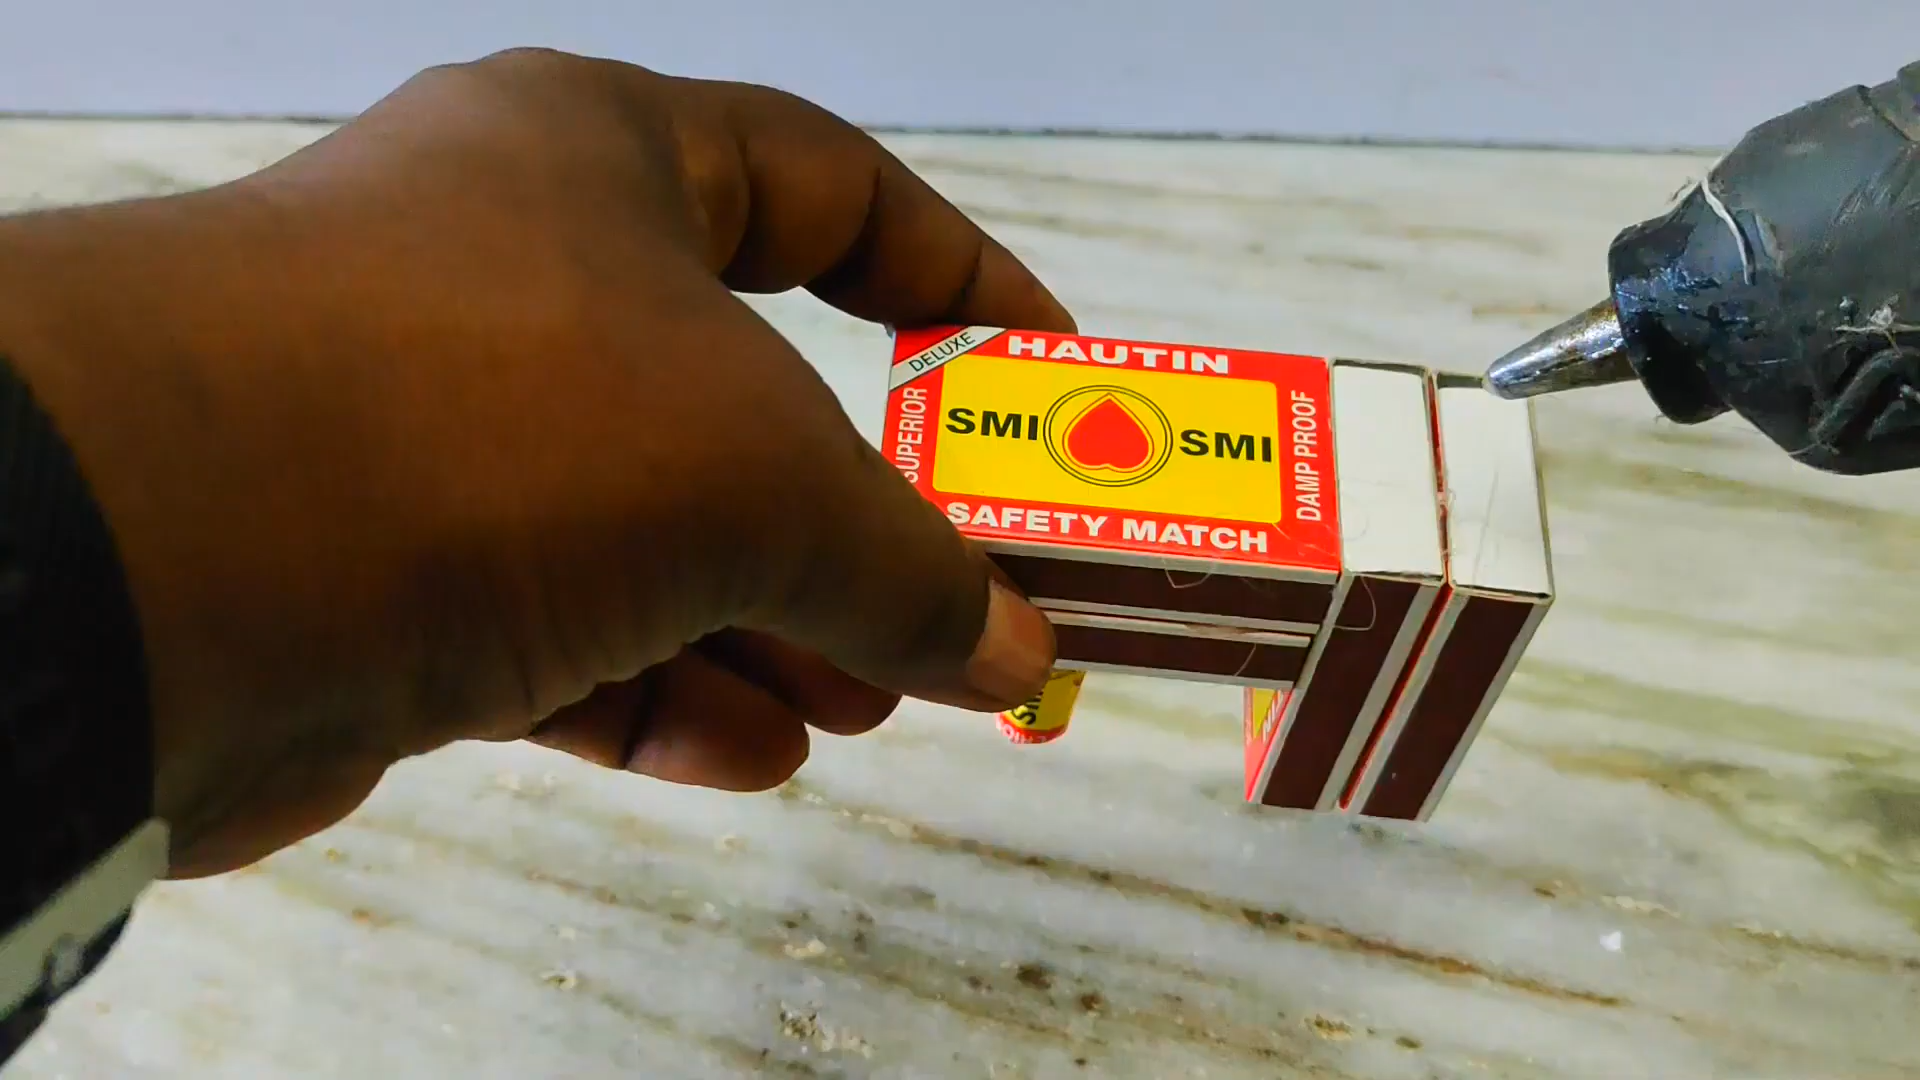 DELUXE
HAUTIN
SUPERIOR
SMI SMI
DAMP PROOF
SAFETY MATCH